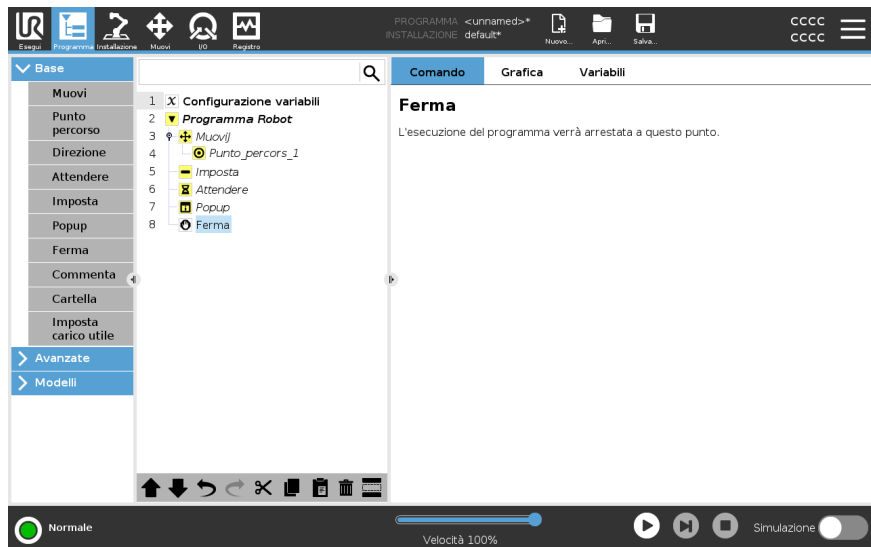 PROGRAMMA <unnamed>*
INSTALLAZIONE default*
UR
Esegui
Programma
Installazione
Muovi
I/O
Registro
Nuovo...
Apri...
Salva...
cccc
cccc
Base
Muovi
Punto
percorso
Direzione
Attendere
Imposta
Popup
Ferma
Commenta
Cartella
Imposta
carico utile
Avanzate
Modelli
1 X Configurazione variabili
2 Programma Robot
3 MuoviJ
4 Punto_percors_1
5 Imposta
6 Attendere
7 Popup
8 Ferma
Comando Grafica Variabili
Ferma
L'esecuzione del programma verrà arrestata a questo punto.
Normale
Velocità 100%
Simulazione